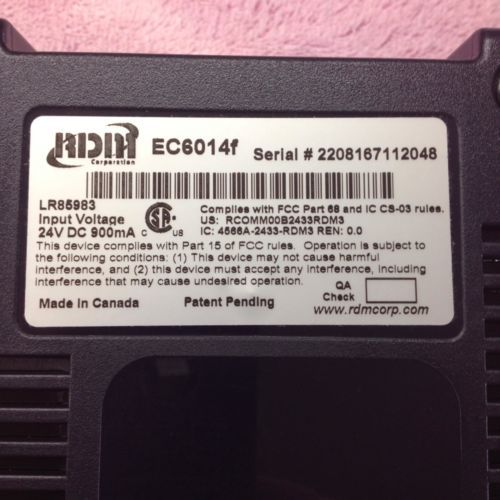 RDM
Corporation
EC6014f
Serial # 2208167112048
LR85983
Input Voltage
24V DC 900mA
C US
Complies with FCC Part 68 and IC CS-03 rules.
US: RCOMM00B2433RDM3
IC: 4566A-2433-RDM3 REN: 0.0
This device complies with Part 15 of FCC rules. Operation is subject to
the following conditions: (1) This device may not cause harmful
interference, and (2) this device must accept any interference, including
interference that may cause undesired operation.
QA
Check
Made in Canada
Patent Pending
www.rdmcorp.com